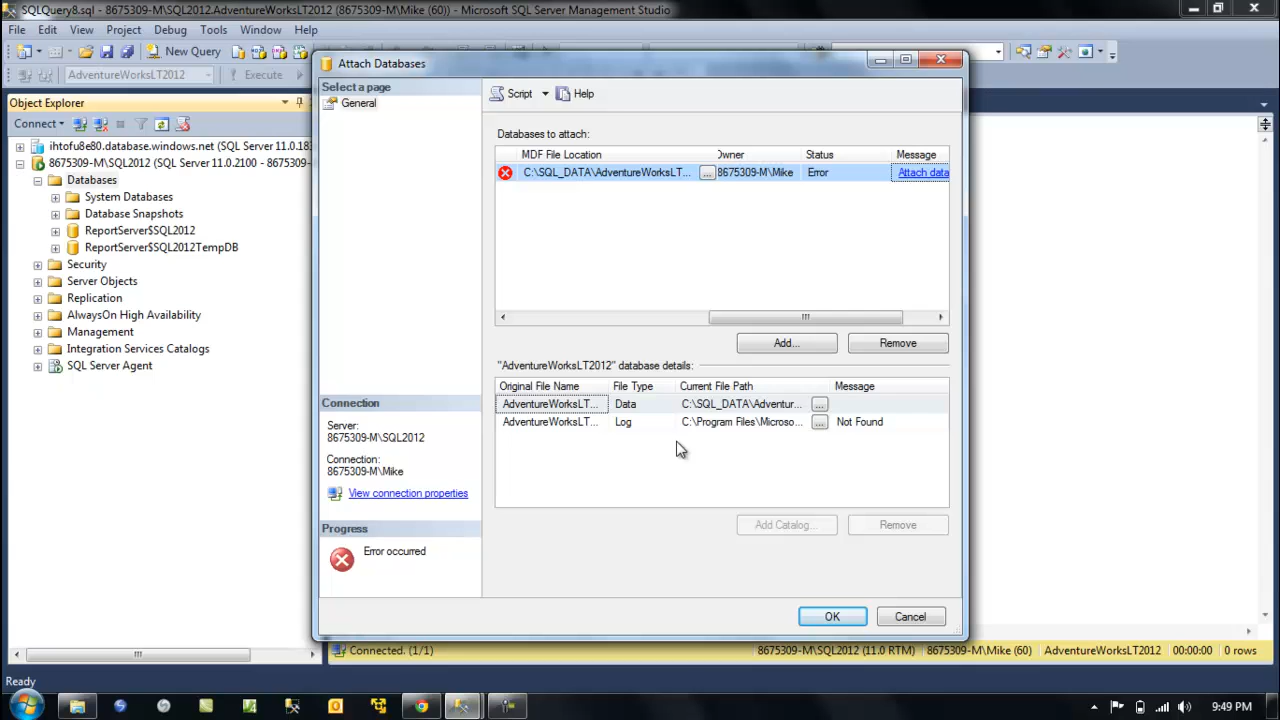 SQLQuery8.sql - 8675309-M\SQL2012.AdventureWorksLT2012 (8675309-M\Mike (60)) - Microsoft SQL Server Management Studio
File Edit View Project Debug Tools Window Help
New Query
AdventureWorksLT2012 Execute
Attach Databases
Object Explorer
Connect
ihtofu8e80.database.windows.net (SQL Server 11.0.18
8675309-M\SQL2012 (SQL Server 11.0.2100 - 8675309-
Databases
System Databases
Database Snapshots
ReportServer$SQL2012
ReportServer$SQL2012TempDB
Security
Server Objects
Replication
AlwaysOn High Availability
Management
Integration Services Catalogs
SQL Server Agent
Select a page
General
Connection
Server:
8675309-M\SQL2012
Connection:
8675309-M\Mike
View connection properties
Progress
Error occurred
Script Help
Databases to attach:
MDF File Location Owner Status Message
C:\SQL_DATA\AdventureWorksLT... ... 8675309-M\Mike Error Attach data
Add... Remove
"AdventureWorksLT2012" database details:
Original File Name File Type Current File Path Message
AdventureWorksLT... Data C:\SQL_DATA\Adventur... ...
AdventureWorksLT... Log C:\Program Files\Microso... ... Not Found
Add Catalog... Remove
OK Cancel
Connected. (1/1) 8675309-M\SQL2012 (11.0 RTM) 8675309-M\Mike (60) AdventureWorksLT2012 00:00:00 0 rows
Ready
9:49 PM